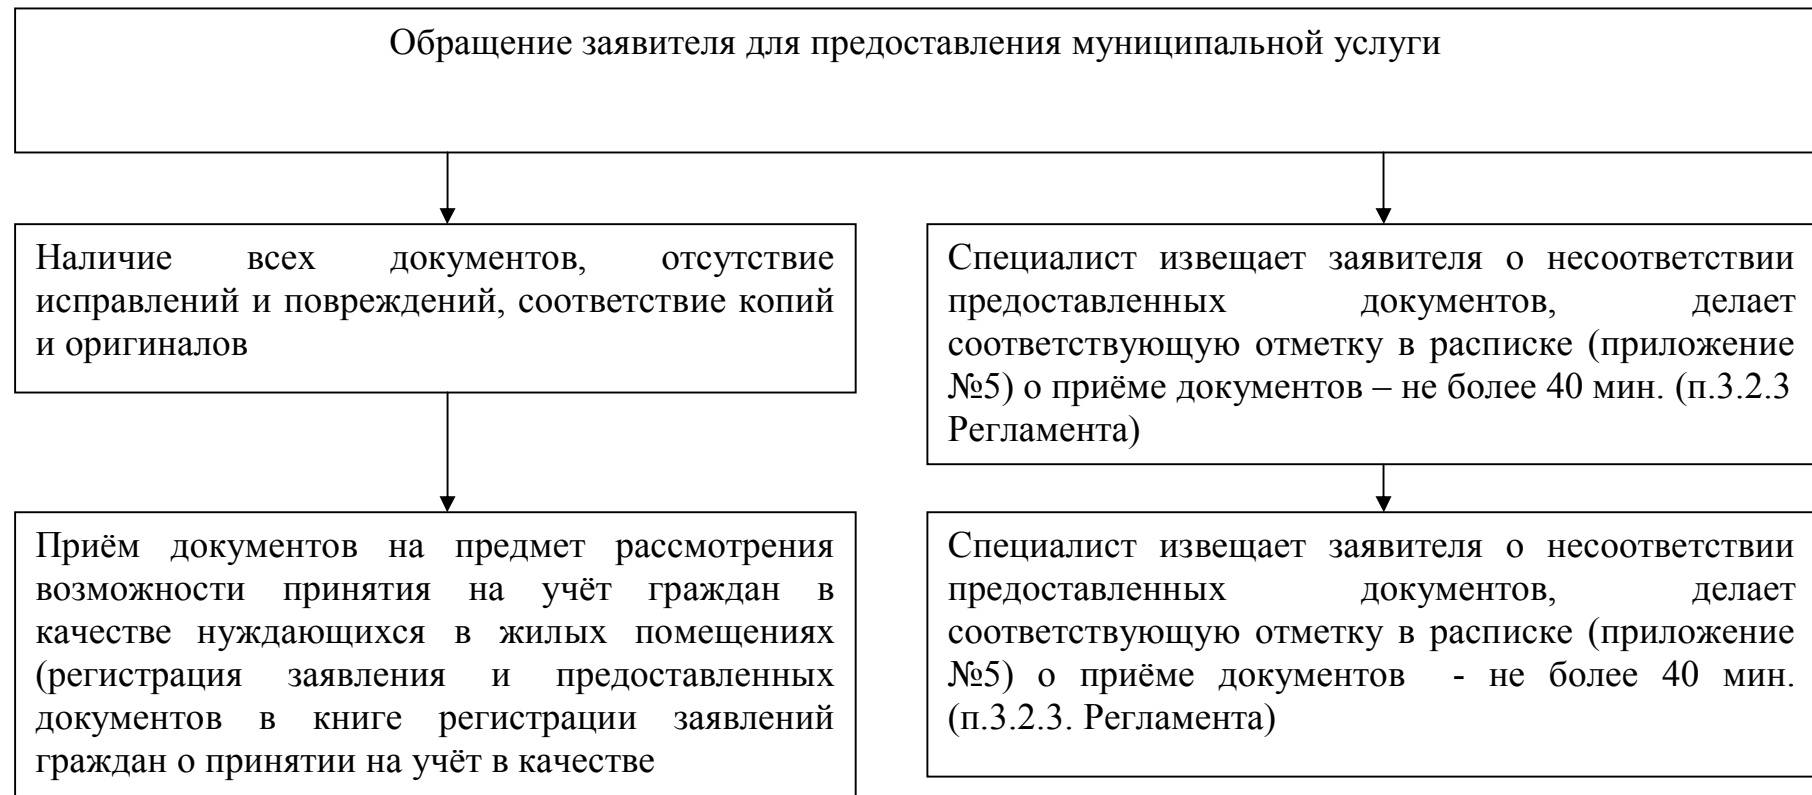 Обращение заявителя для предоставления муниципальной услуги
Наличие всех документов, отсутствие
исправлений и повреждений, соответствие копий
и оригиналов
Специалист извещает заявителя о несоответствии
предоставленных документов, делает
соответствующую отметку в расписке (приложение
№5) о приёме документов – не более 40 мин. (п.3.2.3
Регламента)
Приём документов на предмет рассмотрения
возможности принятия на учёт граждан в
качестве нуждающихся в жилых помещениях
(регистрация заявления и предоставленных
документов в книге регистрации заявлений
граждан о принятии на учёт в качестве
Специалист извещает заявителя о несоответствии
предоставленных документов, делает
соответствующую отметку в расписке (приложение
№5) о приёме документов - не более 40 мин.
(п.3.2.3. Регламента)